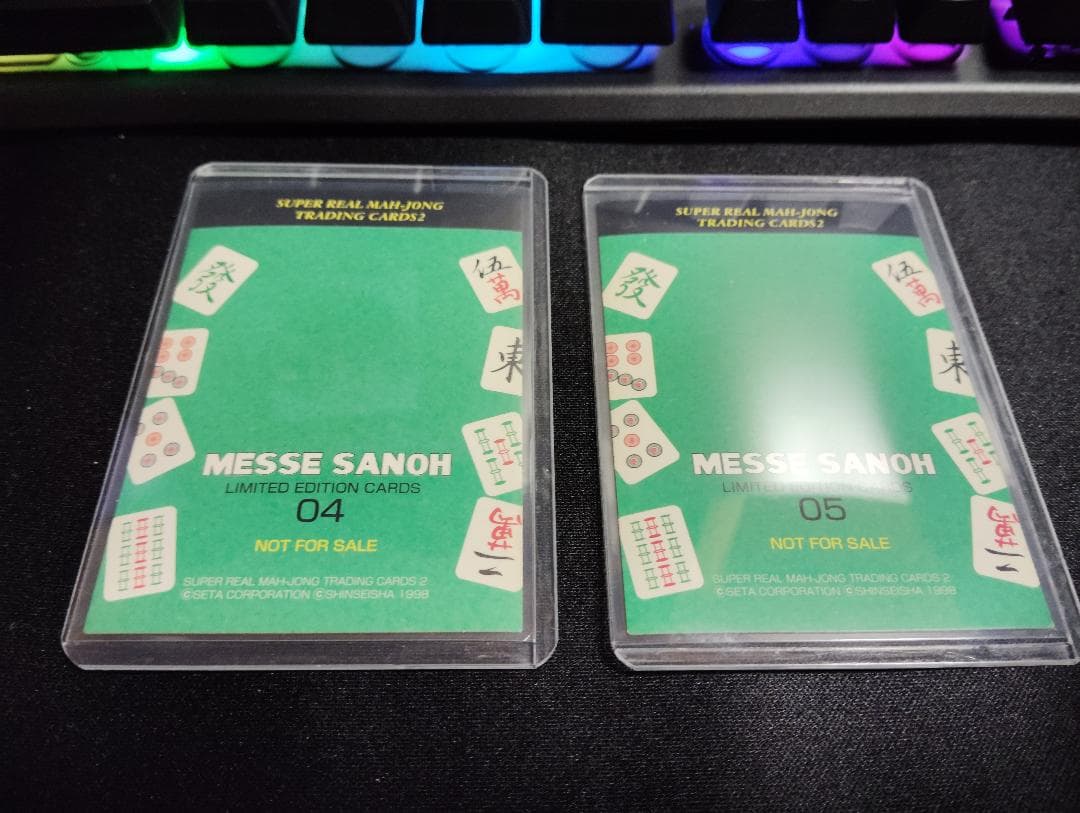 SUPER REAL MAH-JONG
TRADING CARDS2
發
伍
萬
東
MESSE SANOH
LIMITED EDITION CARDS
04
NOT FOR SALE
SUPER REAL MAH-JONG TRADING CARDS 2
©SETA CORPORATION ©SHINSEISHA 1998
SUPER REAL MAH-JONG
TRADING CARDS2
發
伍
萬
東
MESSE SANOH
LIMITED EDITION CARDS
05
NOT FOR SALE
SUPER REAL MAH-JONG TRADING CARDS 2
©SETA CORPORATION ©SHINSEISHA 1998